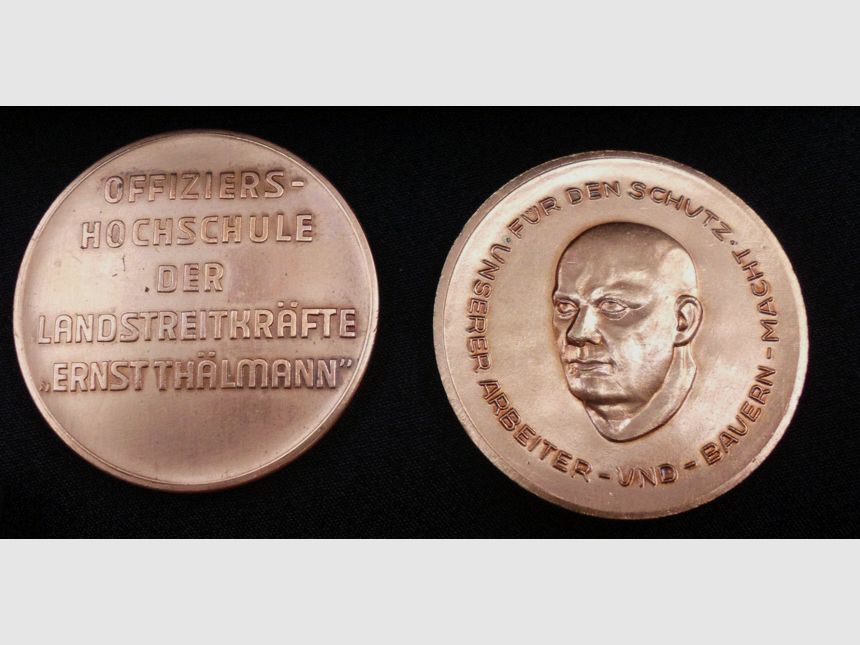 OFFIZIERS-
HOCHSCHULE
DER
LANDSTREITKRÄFTE
„ERNST THÄLMANN”
FÜR DEN SCHUTZ · UNSERER ARBEITER-UND-BAUERN-MACHT ·